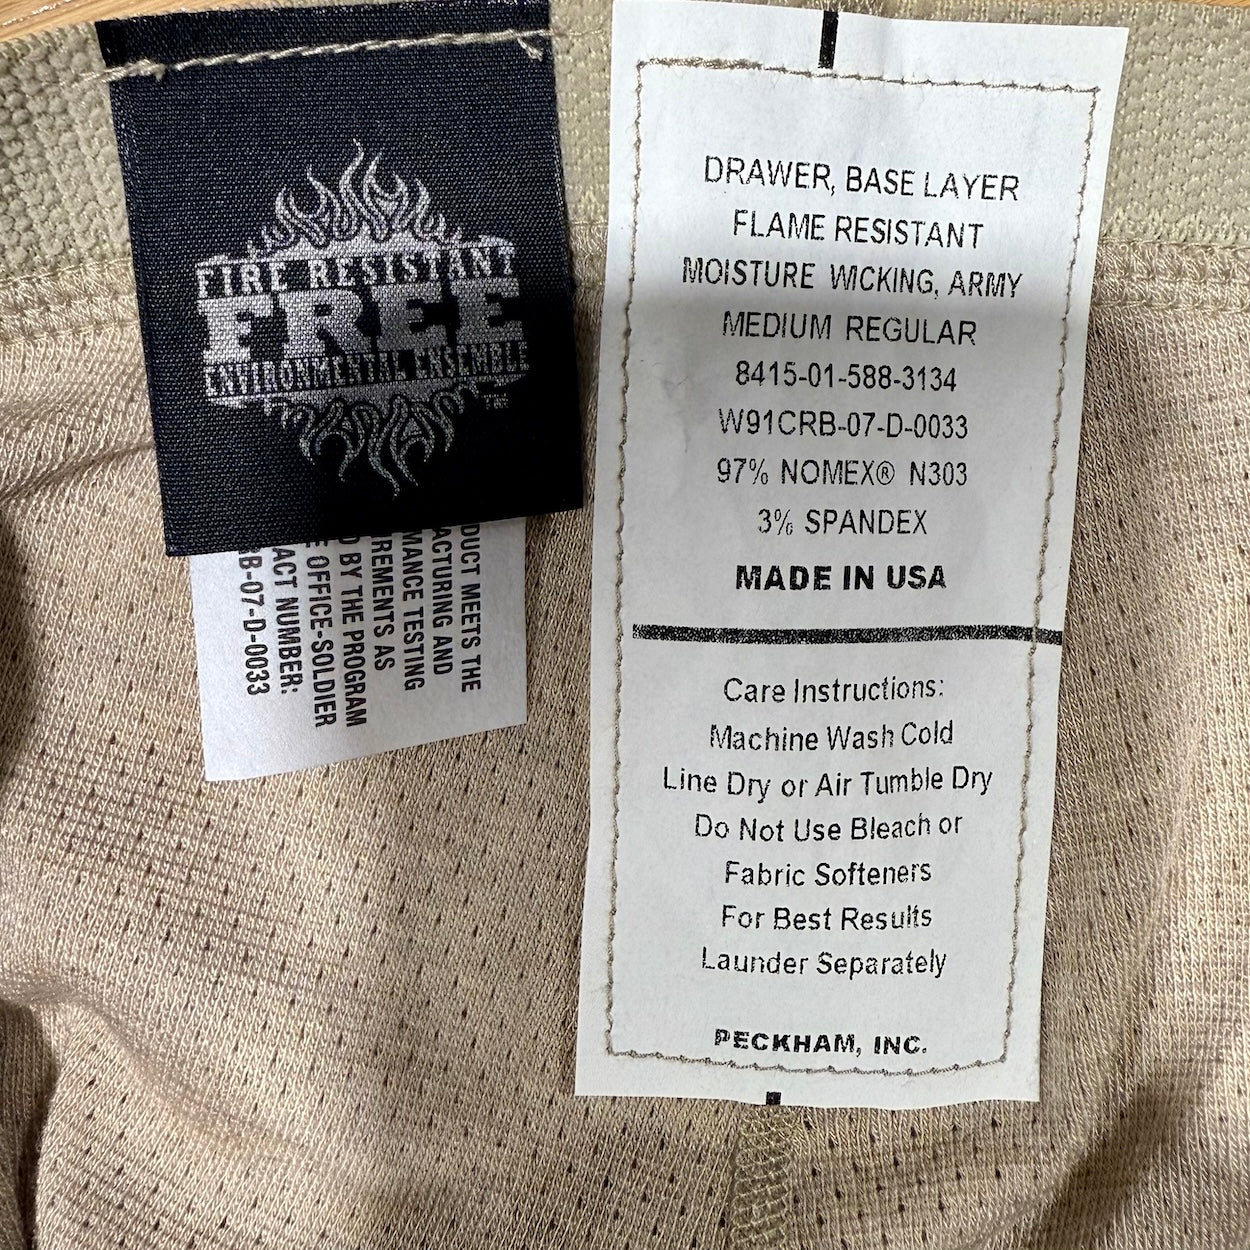 FIRE RESISTANT
FREE
ENVIRONMENTAL ENSEMBLE
TM
DUCT MEETS THE
ACTURING AND
MANCE TESTING
REMENTS AS
D BY THE PROGRAM
E OFFICE-SOLDIER
ACT NUMBER:
RB-07-D-0033
DRAWER, BASE LAYER
FLAME RESISTANT
MOISTURE WICKING, ARMY
MEDIUM REGULAR
8415-01-588-3134
W91CRB-07-D-0033
97% NOMEX® N303
3% SPANDEX
MADE IN USA
Care Instructions:
Machine Wash Cold
Line Dry or Air Tumble Dry
Do Not Use Bleach or
Fabric Softeners
For Best Results
Launder Separately
PECKHAM, INC.